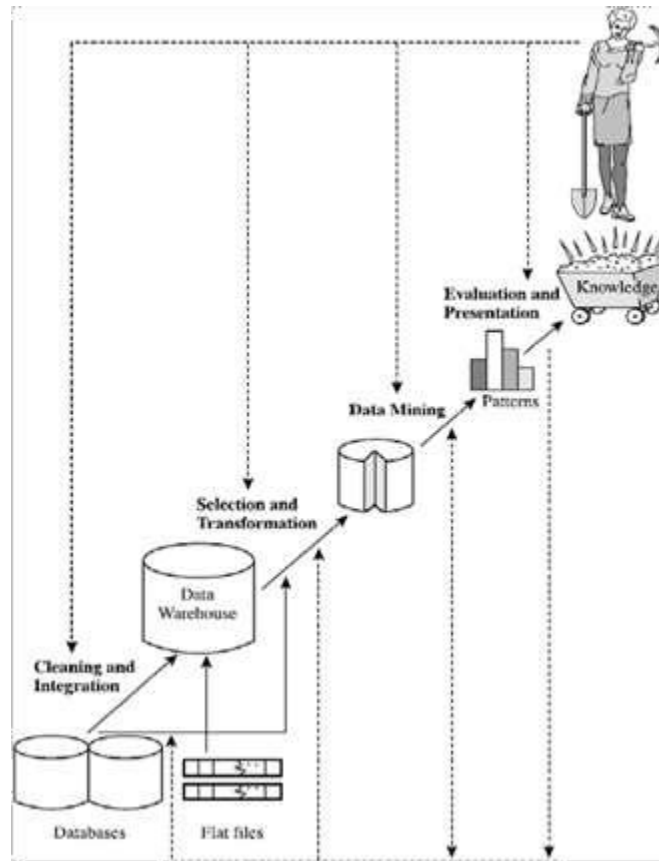 Evaluation and
Presentation
Knowledge
Patterns
Data Mining
Selection and
Transformation
Data
Warehouse
Cleaning and
Integration
Databases
Flat files